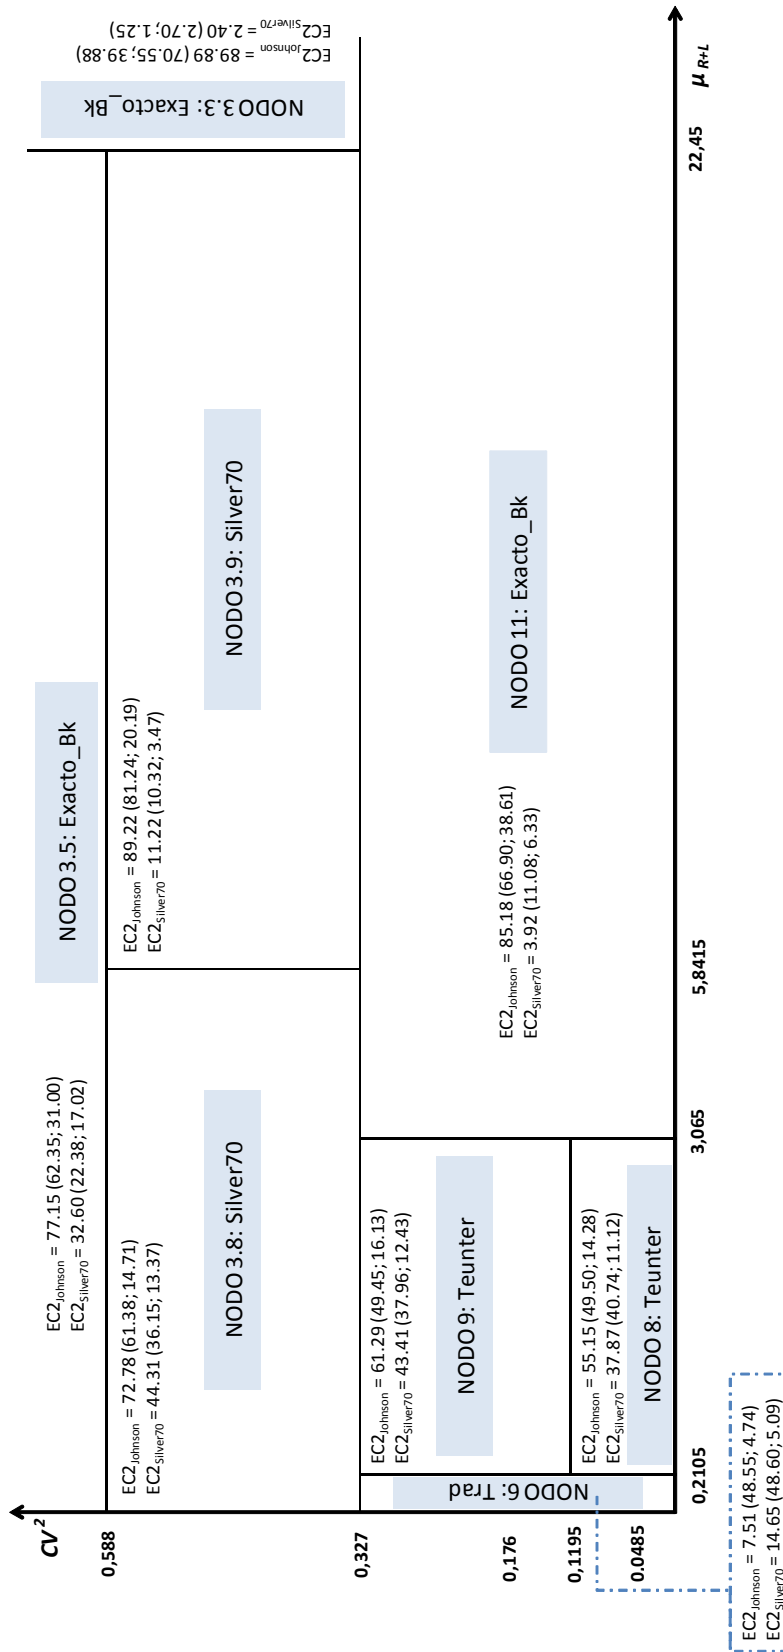 CV²
0,588
0,327
0,176
0,1195
0.0485
EC2Johnson = 77.15 (62.35; 31.00)
EC2Silver70 = 32.60 (22.38; 17.02)
NODO 3.5: Exacto_Bk
EC2Johnson = 72.78 (61.38; 14.71)
EC2Silver70 = 44.31 (36.15; 13.37)
NODO 3.8: Silver70
EC2Johnson = 89.22 (81.24; 20.19)
EC2Silver70 = 11.22 (10.32; 3.47)
NODO 3.9: Silver70
NODO 3.3: Exacto_Bk
EC2Johnson = 89.89 (70.55; 39.88)
EC2Silver70 = 2.40 (2.70; 1.25)
EC2Johnson = 61.29 (49.45; 16.13)
EC2Silver70 = 43.41 (37.96; 12.43)
NODO 9: Teunter
EC2Johnson = 55.15 (49.50; 14.28)
EC2Silver70 = 37.87 (40.74; 11.12)
NODO 8: Teunter
NODO 6: Trad
EC2Johnson = 85.18 (66.90; 38.61)
EC2Silver70 = 3.92 (11.08; 6.33)
NODO 11: Exacto_Bk
0,2105
3,065
5,8415
22,45
μ R+L
EC2Johnson = 7.51 (48.55; 4.74)
EC2Silver70 = 14.65 (48.60; 5.09)